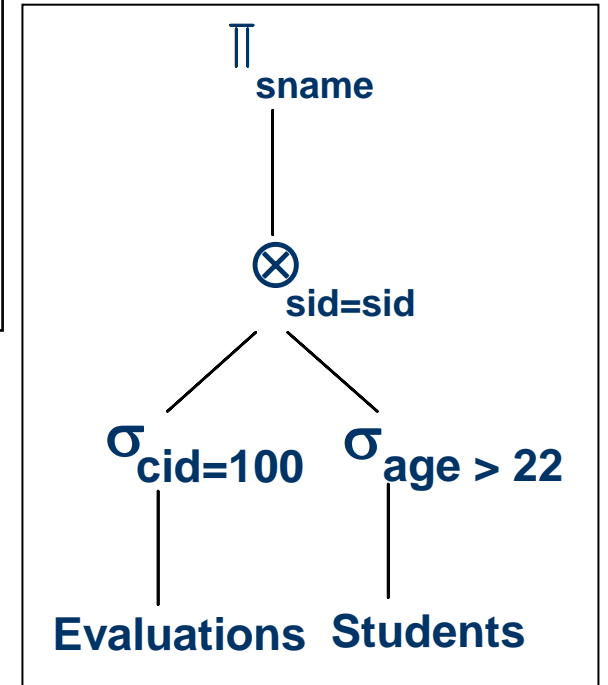 π
sname
⊗
sid=sid
σcid=100 σage > 22
Evaluations Students